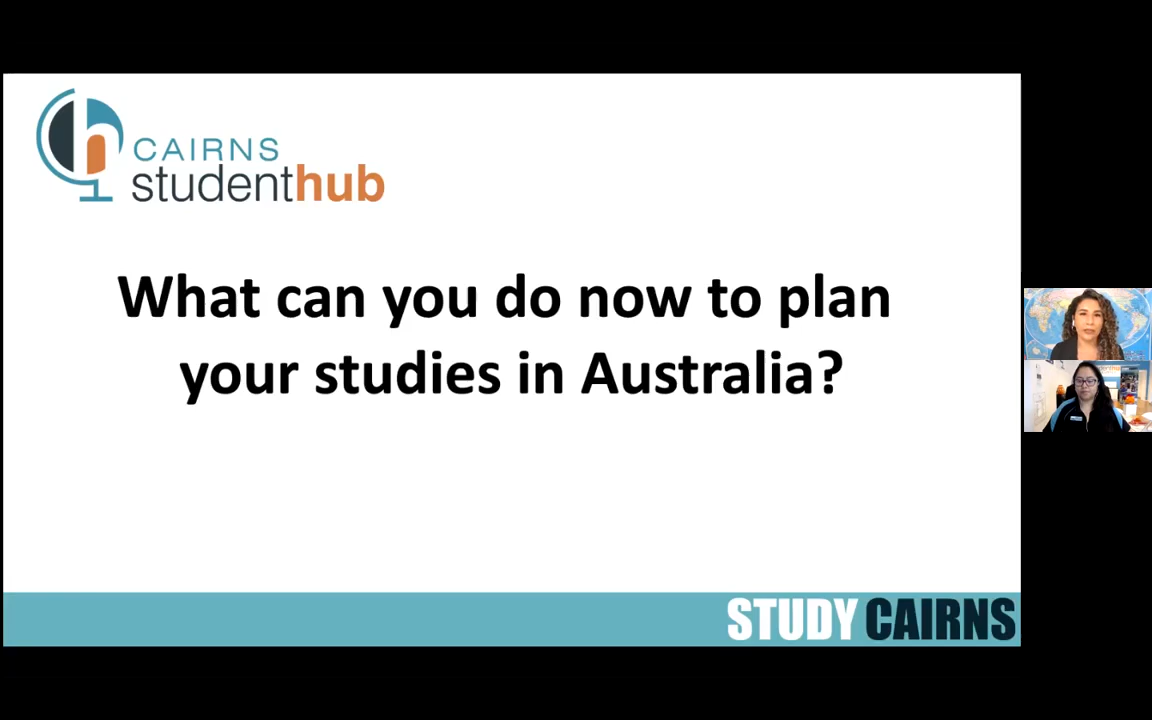 CAIRNS
studenthub
What can you do now to plan
your studies in Australia?
STUDY CAIRNS